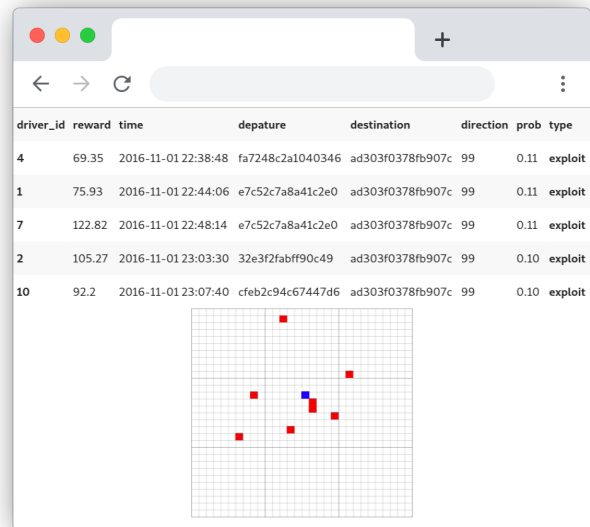 driver_id reward time depature destination direction prob type
4 69.35 2016-11-01 22:38:48 fa7248c2a1040346 ad303f0378fb907c 99 0.11 exploit
1 75.93 2016-11-01 22:44:06 e7c52c7a8a41c2e0 ad303f0378fb907c 99 0.11 exploit
7 122.82 2016-11-01 22:48:14 e7c52c7a8a41c2e0 ad303f0378fb907c 99 0.11 exploit
2 105.27 2016-11-01 23:03:30 32e3f2fabff90c49 ad303f0378fb907c 99 0.10 exploit
10 92.2 2016-11-01 23:07:40 cfeb2c94c67447d6 ad303f0378fb907c 99 0.10 exploit